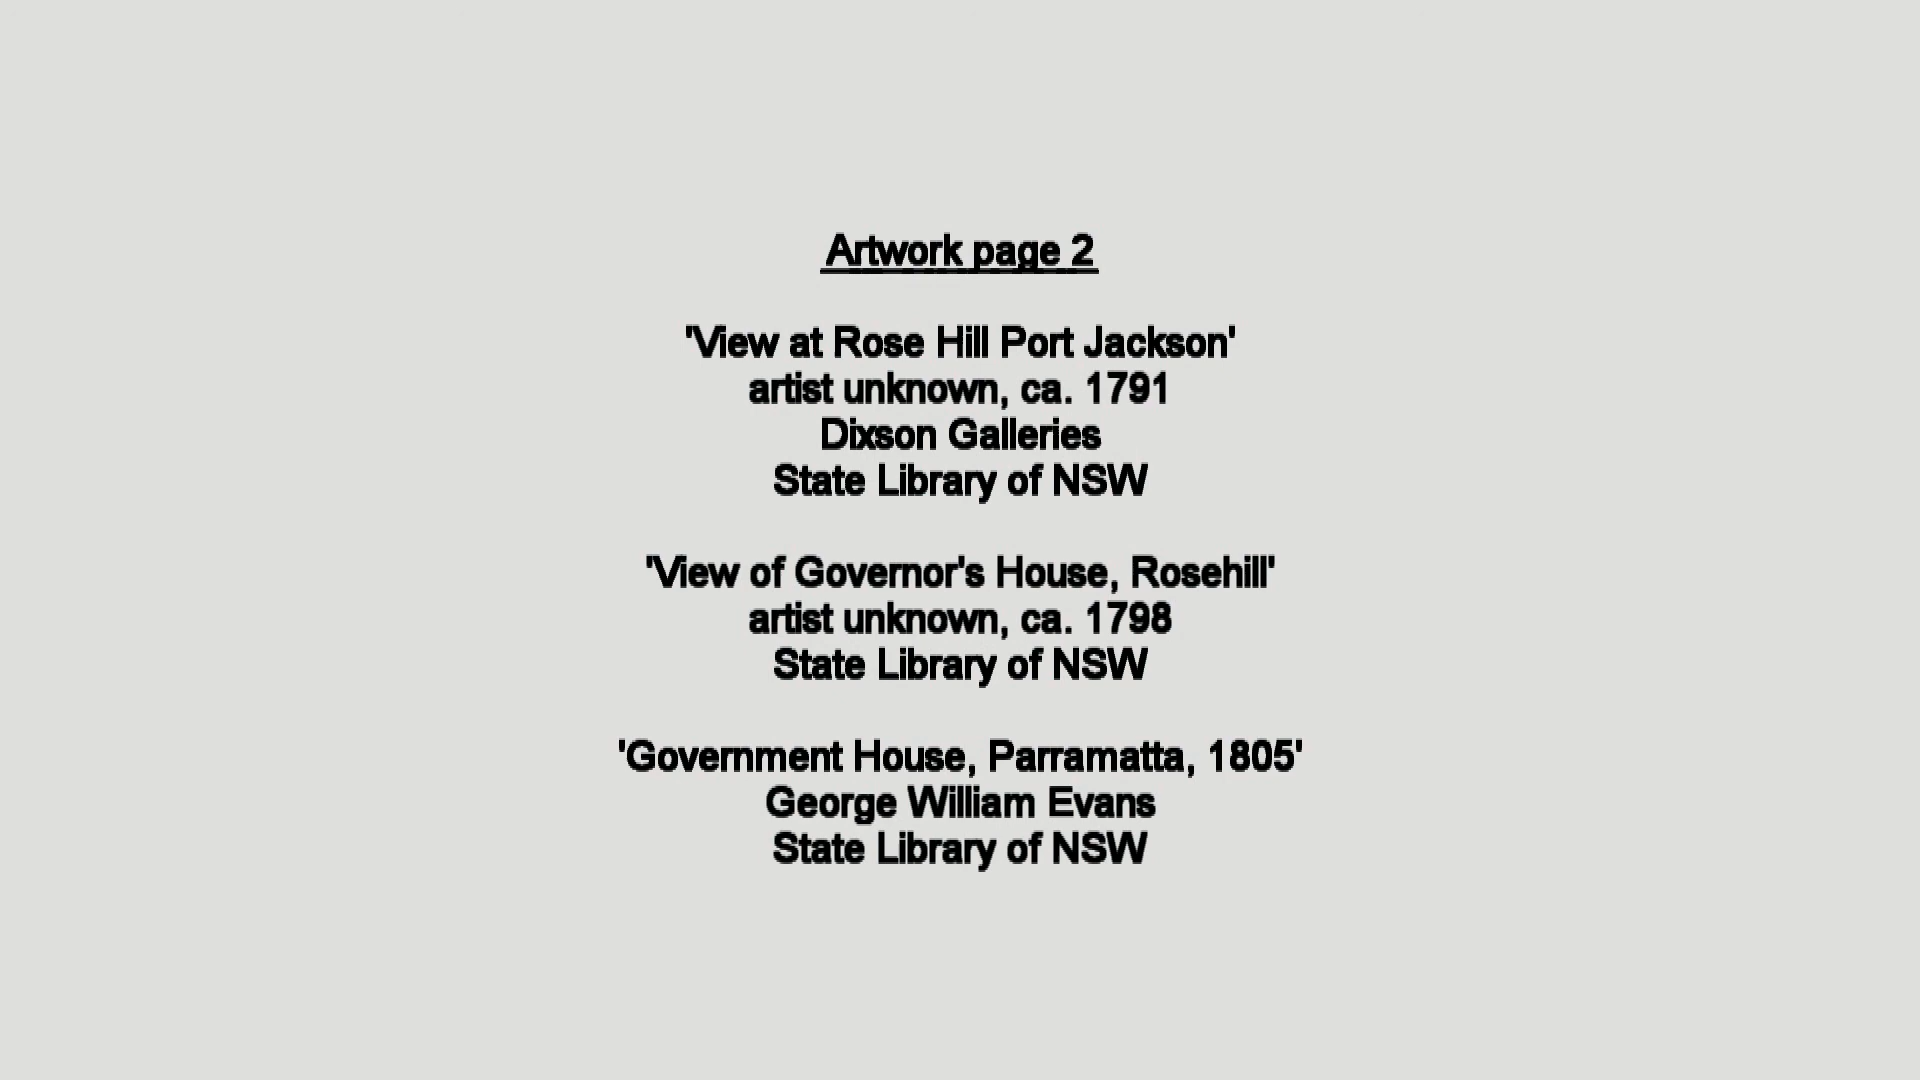 Artwork page 2
'View at Rose Hill Port Jackson'
artist unknown, ca. 1791
Dixson Galleries
State Library of NSW
'View of Governor's House, Rosehill'
artist unknown, ca. 1798
State Library of NSW
'Government House, Parramatta, 1805'
George William Evans
State Library of NSW